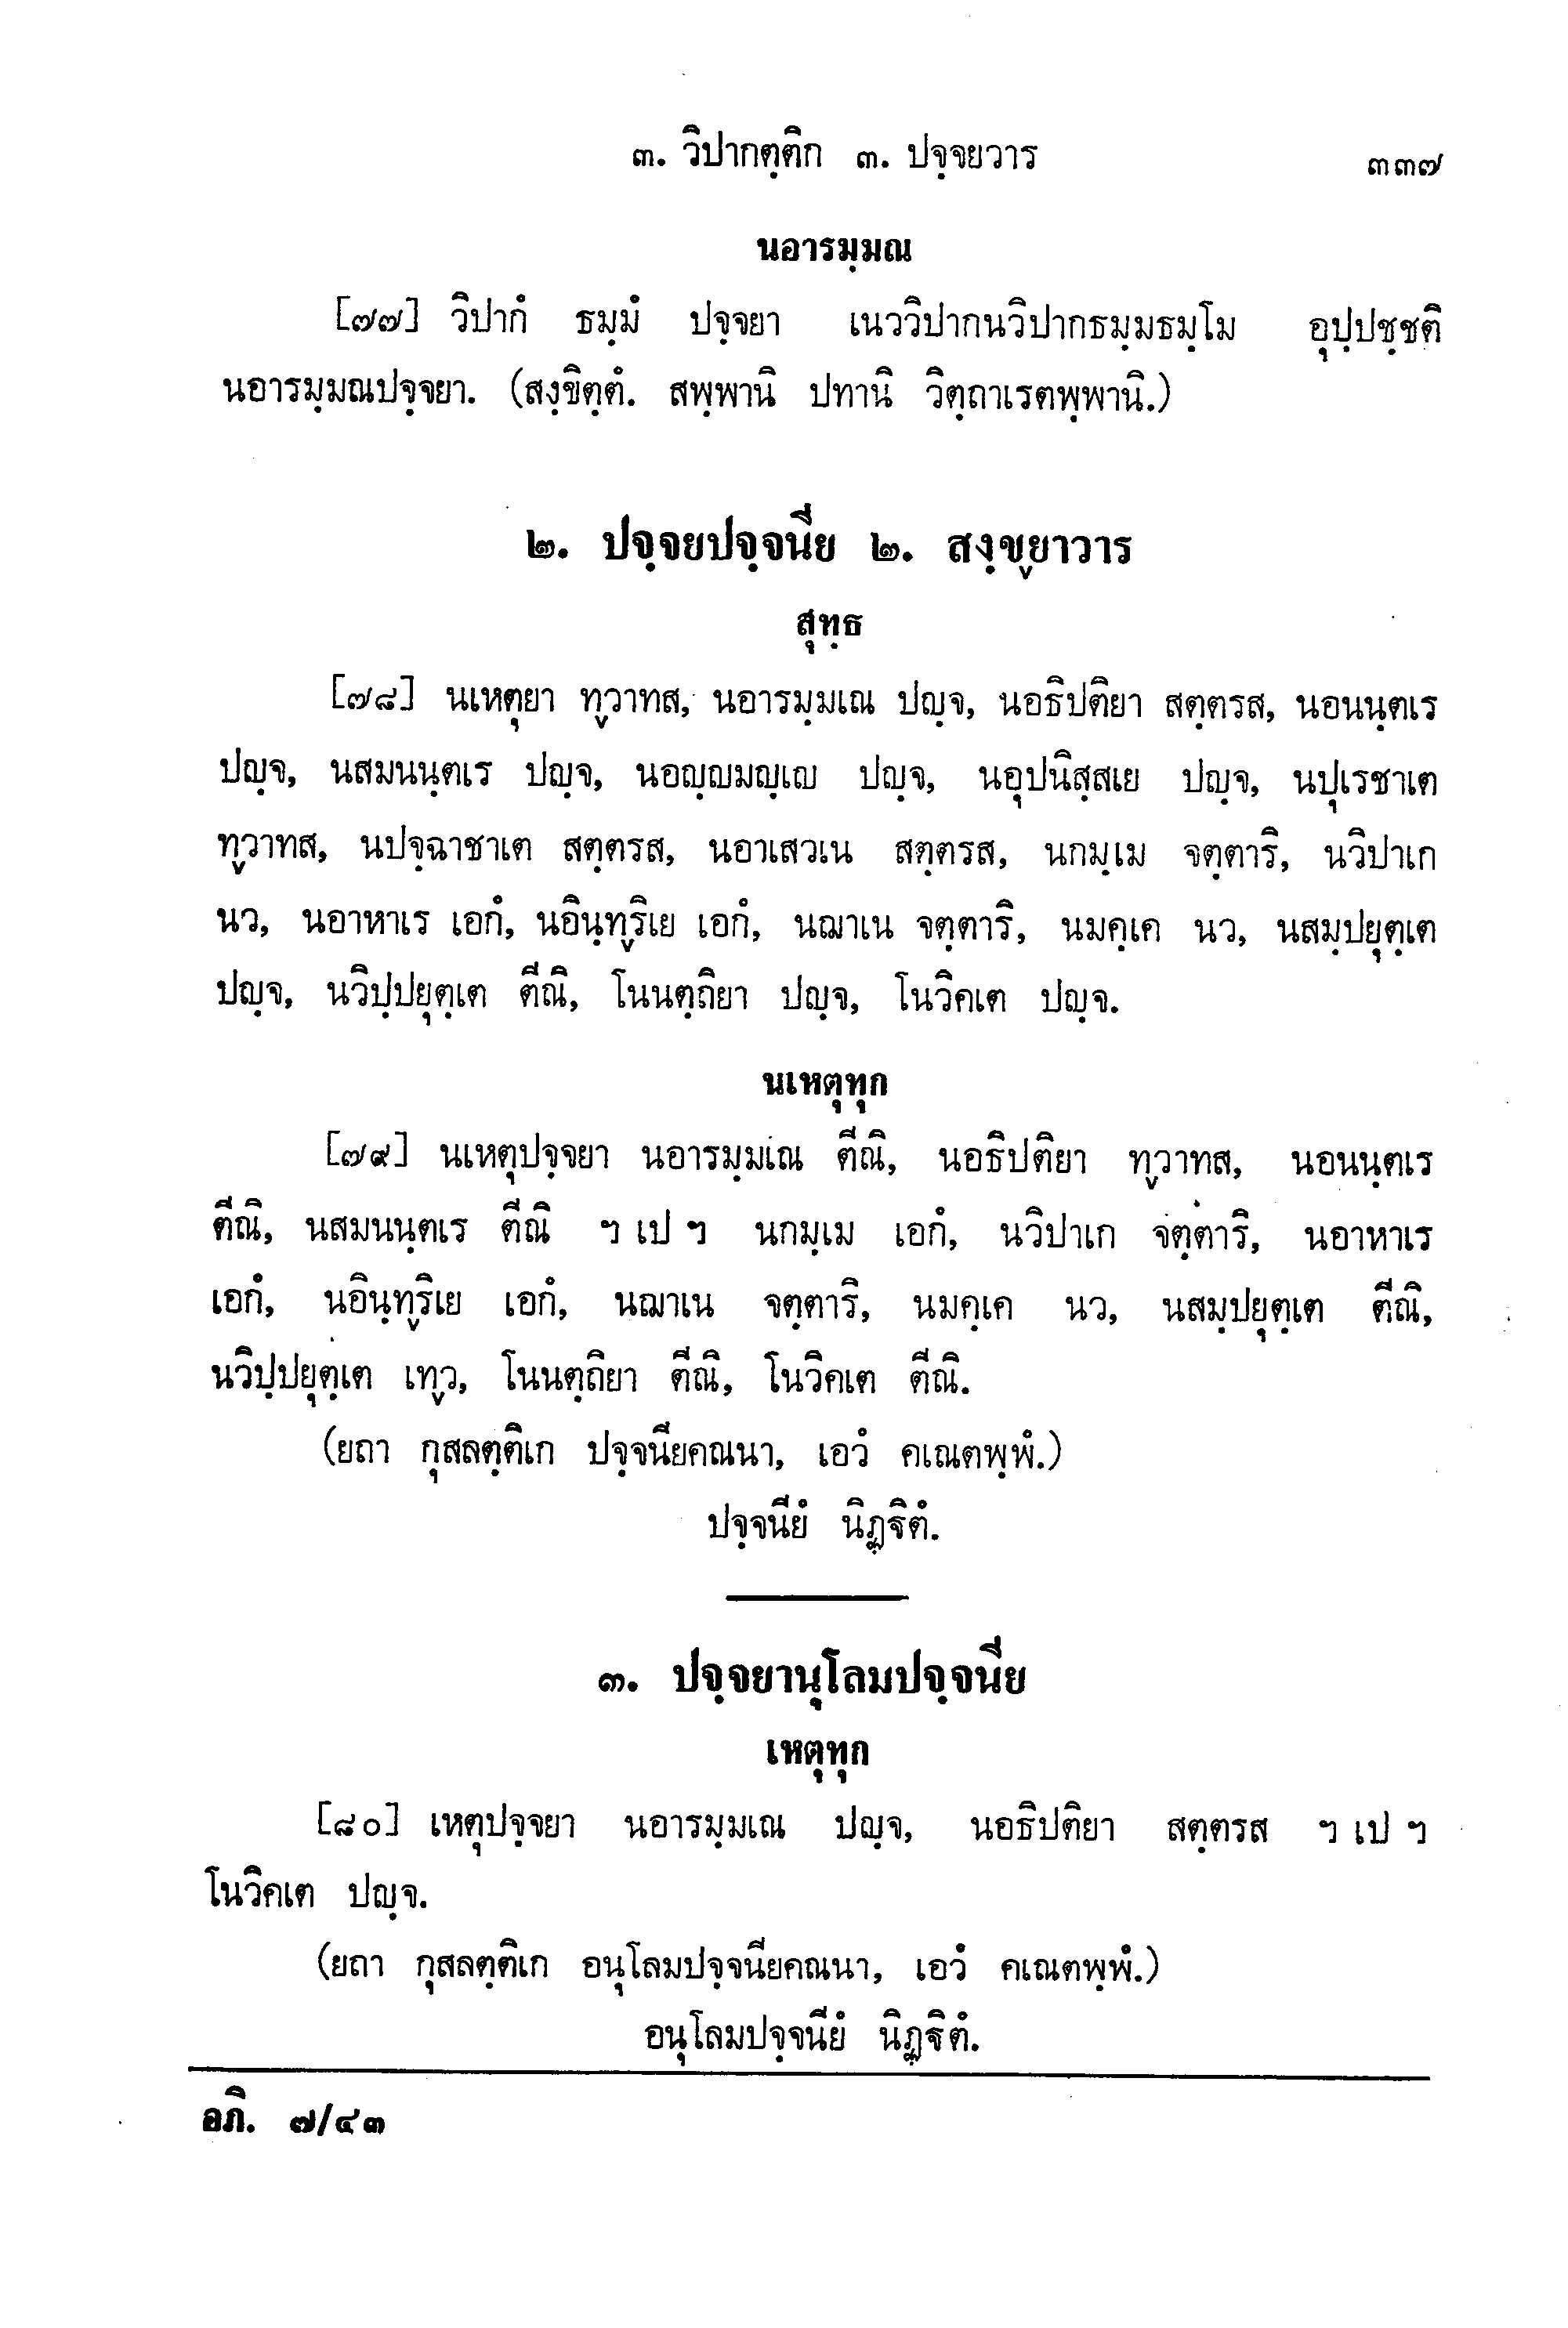 ๓. วิปากตฺติก ๓. ปจฺจยวาร ๓๓๗
นอารมฺมณ
[๗๗] วิปากํ ธมฺมํ ปจฺจยา เนววิปากนวิปากธมฺมธมฺโม อุปฺปชฺชติ
นอารมฺมณปจฺจยา. (สงฺขิตฺตํ. สพฺพานิ ปทานิ วิตฺถาเรตพฺพานิ.)
๒. ปจฺจยปจฺจนีย ๒. สงฺขฺยาวาร
สุทฺธ
[๗๘] นเหตุยา ทฺวาทส, นอารมฺมเณ ปญฺจ, นอธิปติยา สตฺตรส, นอนนฺตเร
ปญฺจ, นสมนนฺตเร ปญฺจ, นอญฺญมญฺเญ ปญฺจ, นอุปนิสฺสเย ปญฺจ, นปุเรชาเต
ทฺวาทส, นปจฺฉาชาเต สตฺตรส, นอาเสวเน สตฺตรส, นกมฺเม จตฺตาริ, นวิปาเก
นว, นอาหาเร เอกํ, นอินฺทฺริเย เอกํ, นฌาเน จตฺตาริ, นมคฺเค นว, นสมฺปยุตฺเต
ปญฺจ, นวิปฺปยุตฺเต ตีณิ, โนนตฺถิยา ปญฺจ, โนวิคเต ปญฺจ.
นเหตุทุก
[๗๙] นเหตุปจฺจยา นอารมฺมเณ ตีณิ, นอธิปติยา ทฺวาทส, นอนนฺตเร
ตีณิ, นสมนนฺตเร ตีณิ ฯ เป ฯ นกมฺเม เอกํ, นวิปาเก จตฺตาริ, นอาหาเร
เอกํ, นอินฺทฺริเย เอกํ, นฌาเน จตฺตาริ, นมคฺเค นว, นสมฺปยุตฺเต ตีณิ,
นวิปฺปยุตฺเต เทฺว, โนนตฺถิยา ตีณิ, โนวิคเต ตีณิ.
(ยถา กุสลตฺติเก ปจฺจนียคณนา, เอวํ คเณตพฺพํ.)
ปจฺจนียํ นิฏฺฐิตํ.
๓. ปจฺจยานุโลมปจฺจนีย
เหตุทุก
[๘๐] เหตุปจฺจยา นอารมฺมเณ ปญฺจ, นอธิปติยา สตฺตรส ฯ เป ฯ
โนวิคเต ปญฺจ.
(ยถา กุสลตฺติเก อนุโลมปจฺจนียคณนา, เอวํ คเณตพฺพํ.)
อนุโลมปจฺจนียํ นิฏฺฐิตํ.
อภิ. ๗/๔๓